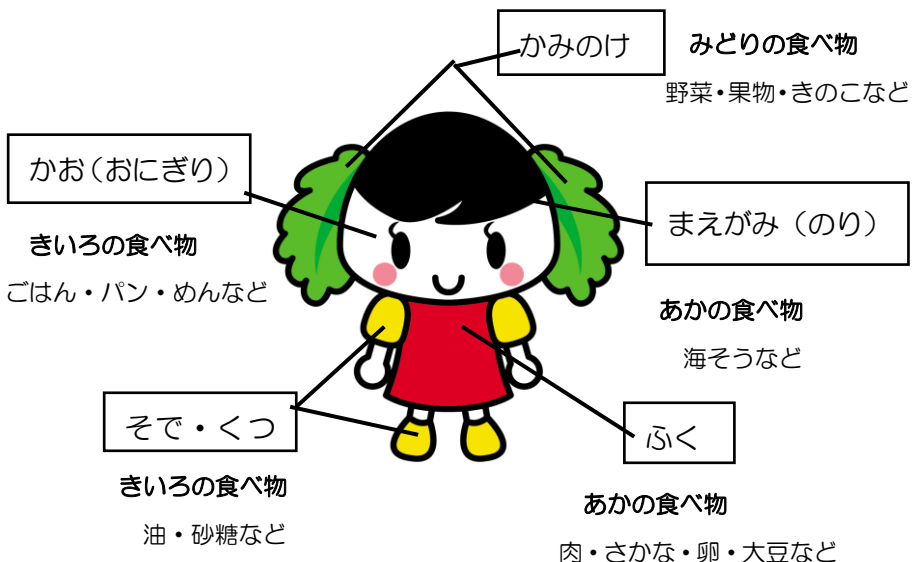 かみのけ
みどりの食べ物
野菜・果物・きのこなど
かお(おにぎり)
きいろの食べ物
ごはん・パン・めんなど
まえがみ(のり)
あかの食べ物
海そうなど
そで・くつ
きいろの食べ物
油・砂糖など
ふく
あかの食べ物
肉・さかな・卵・大豆など